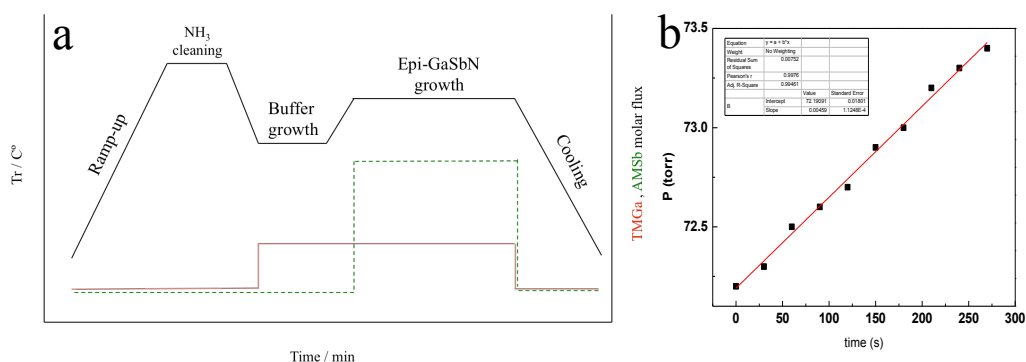 a
NH3
cleaning
Ramp-up
Buffer
growth
Epi-GaSbN
growth
Cooling
Tr / Cº
Time / min
TMGa , AMSb molar flux
b
73.5
73.0
72.5
P (torr)
0 50 100 150 200 250 300
time (s)
Equation y = a + b*x
Weight No Weighting
Residual Sum
of Squares 0.00752
Pearson's r 0.9976
Adj. R-Square 0.99461
Value Standard Error
B Intercept 72.19091 0.01801
Slope 0.00459 1.1248E-4